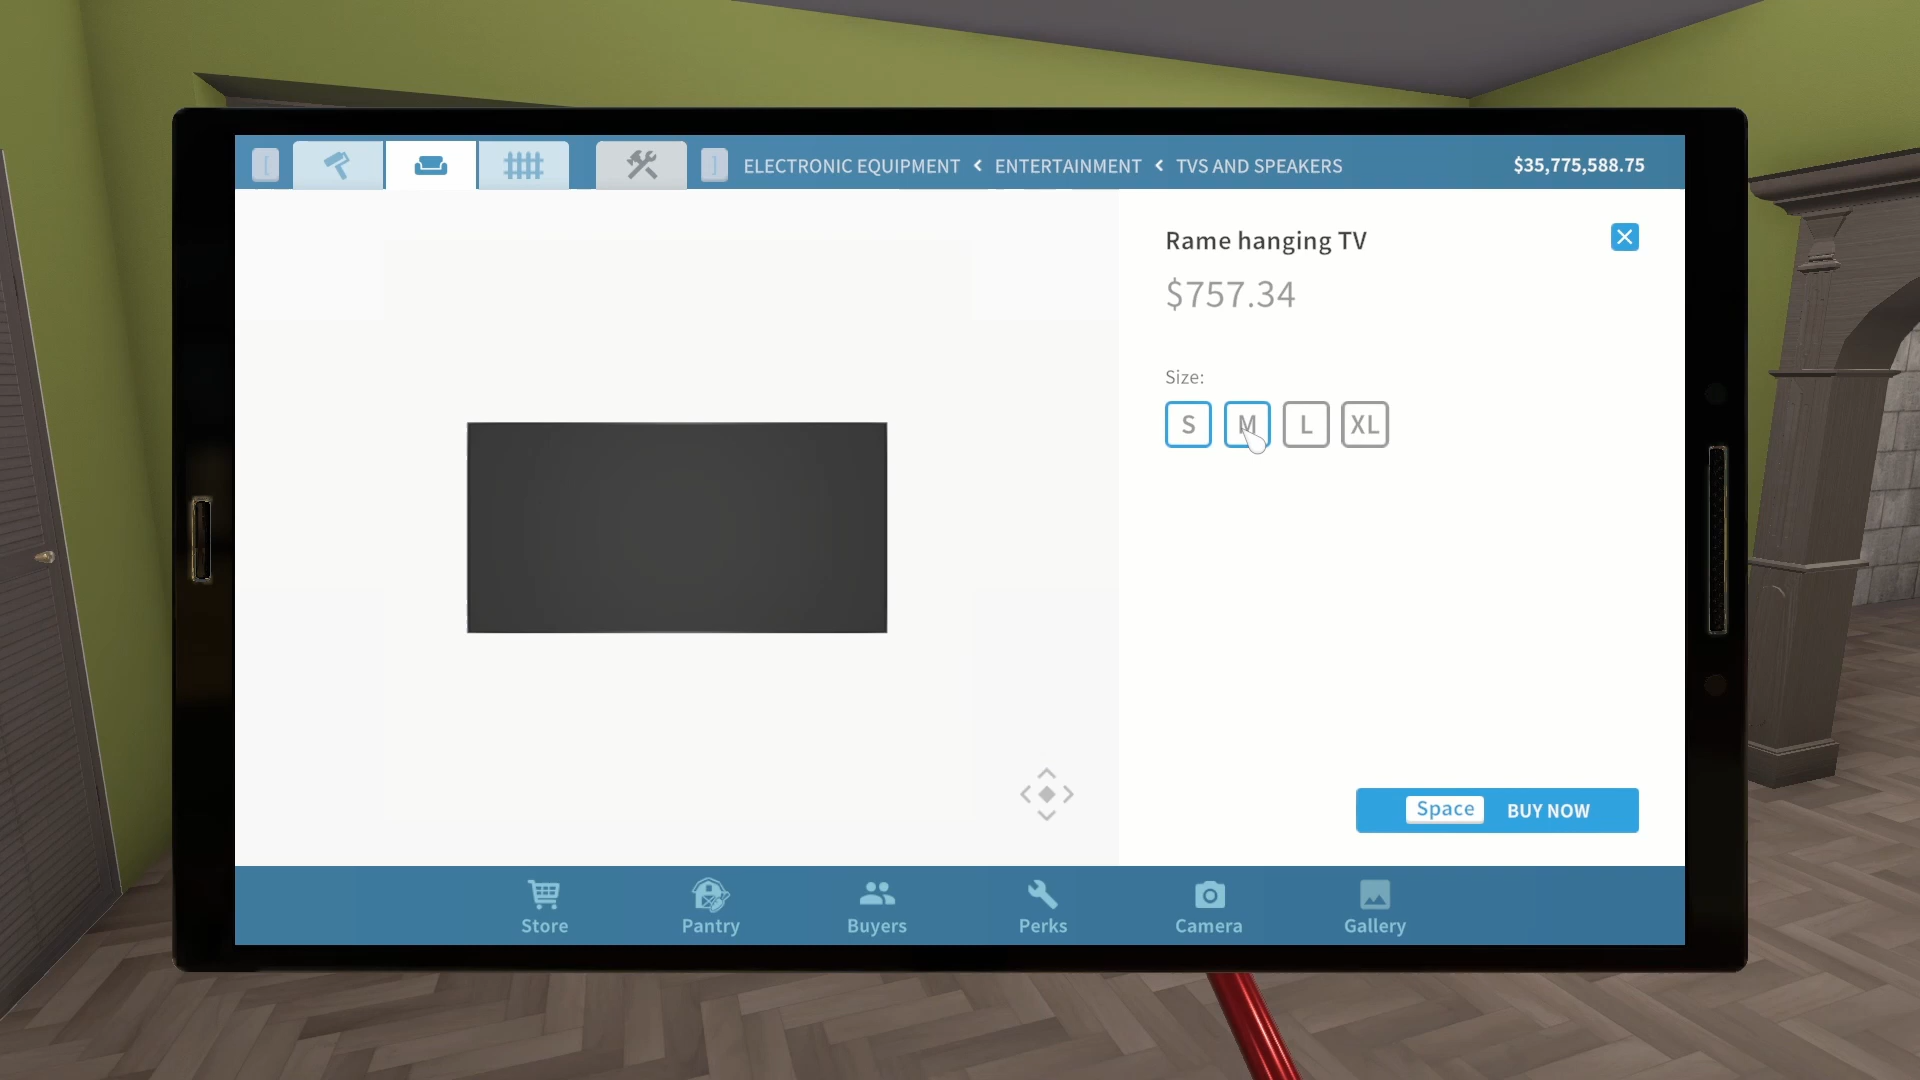 [
]
ELECTRONIC EQUIPMENT < ENTERTAINMENT < TVS AND SPEAKERS
$35,775,588.75
Rame hanging TV
$757.34
Size:
S M L XL
Space BUY NOW
Store Pantry Buyers Perks Camera Gallery